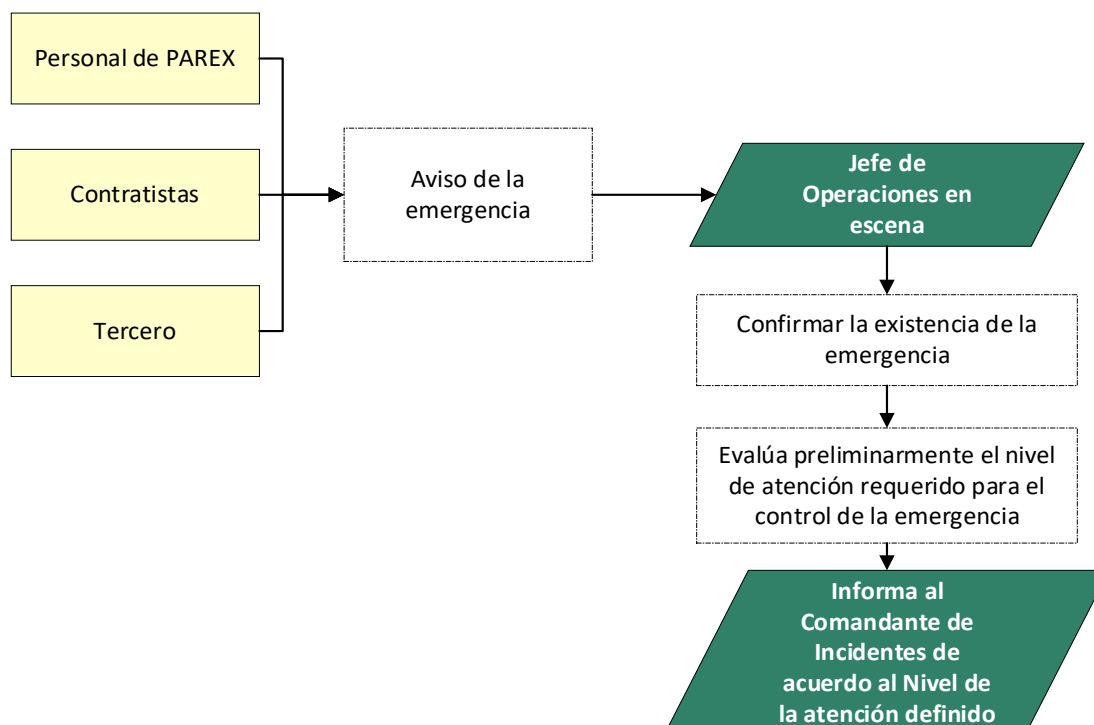 Personal de PAREX
Contratistas
Tercero
Aviso de la
emergencia
Jefe de
Operaciones en
escena
Confirmar la existencia de la
emergencia
Evalúa preliminarmente el nivel
de atención requerido para el
control de la emergencia
Informa al
Comandante de
Incidentes de
acuerdo al Nivel de
la atención definido